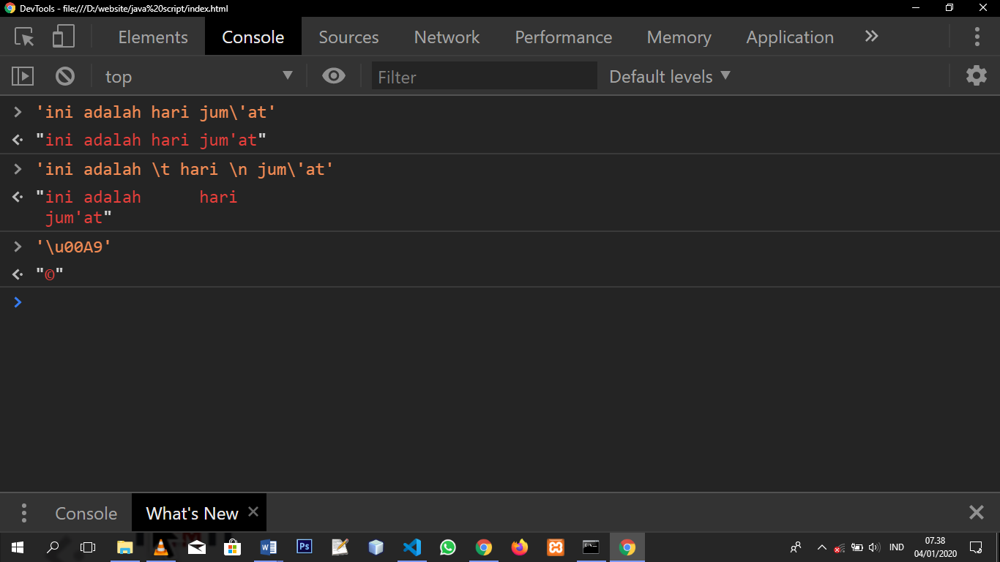 DevTools - file:///D:/website/java%20script/index.html
Elements Console Sources Network Performance Memory Application
top Filter Default levels
> 'ini adalah hari jum\'at'
"ini adalah hari jum'at"
> 'ini adalah \t hari \n jum\'at'
"ini adalah 	 hari
jum'at"
> '\u00A9'
"©"
>
Console What's New
W Ps IND 07.38
04/01/2020